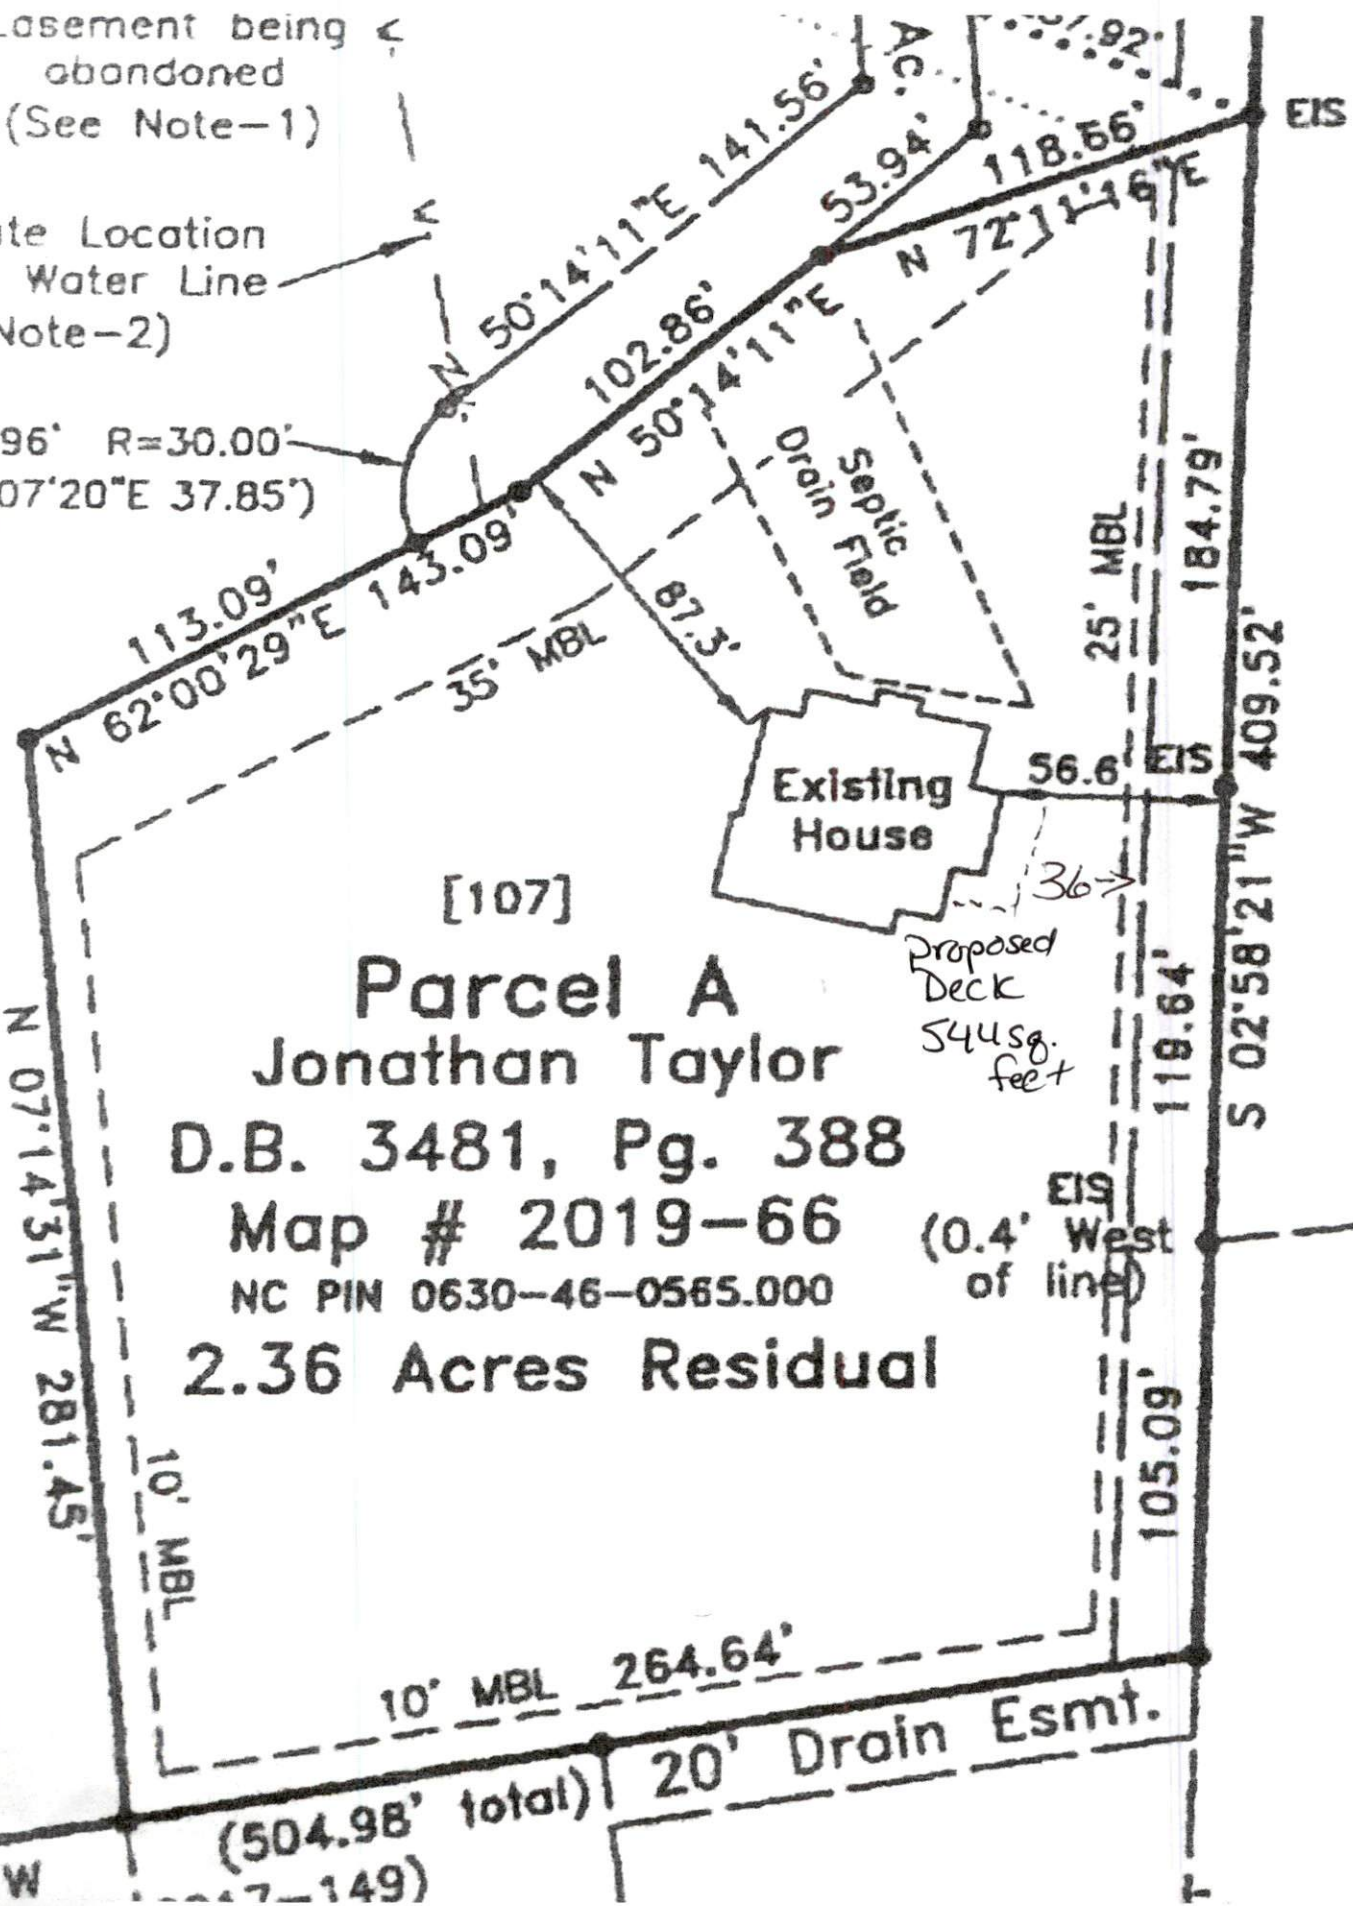 Easement being
abandoned
(See Note-1)
Location
Water Line
Note-2)
96' R=30.00'
07'20"E 37.85')
N 50°14'11"E 141.56'
Ac.
53.94'
118.66'
N 72°11'16"E
EIS
102.86'
N 50°14'11"E
113.09'
143.09'
N 62°00'29"E
35' MBL
87.3'
Septic
Drain Field
25' MBL
184.79'
409.52'
S 02°58'21"W
56.6'
EIS
Existing
House
36
Proposed
Deck
544 sq.
feet
[107]
Parcel A
Jonathan Taylor
D.B. 3481, Pg. 388
Map # 2019-66
NC PIN 0630-46-0565.000
2.36 Acres Residual
119.64'
EIS
(0.4' West
of line)
105.09'
N 07°14'31"W 281.45'
10' MBL
10' MBL 264.64'
20' Drain Esmt.
(504.98' total)
W
-149)